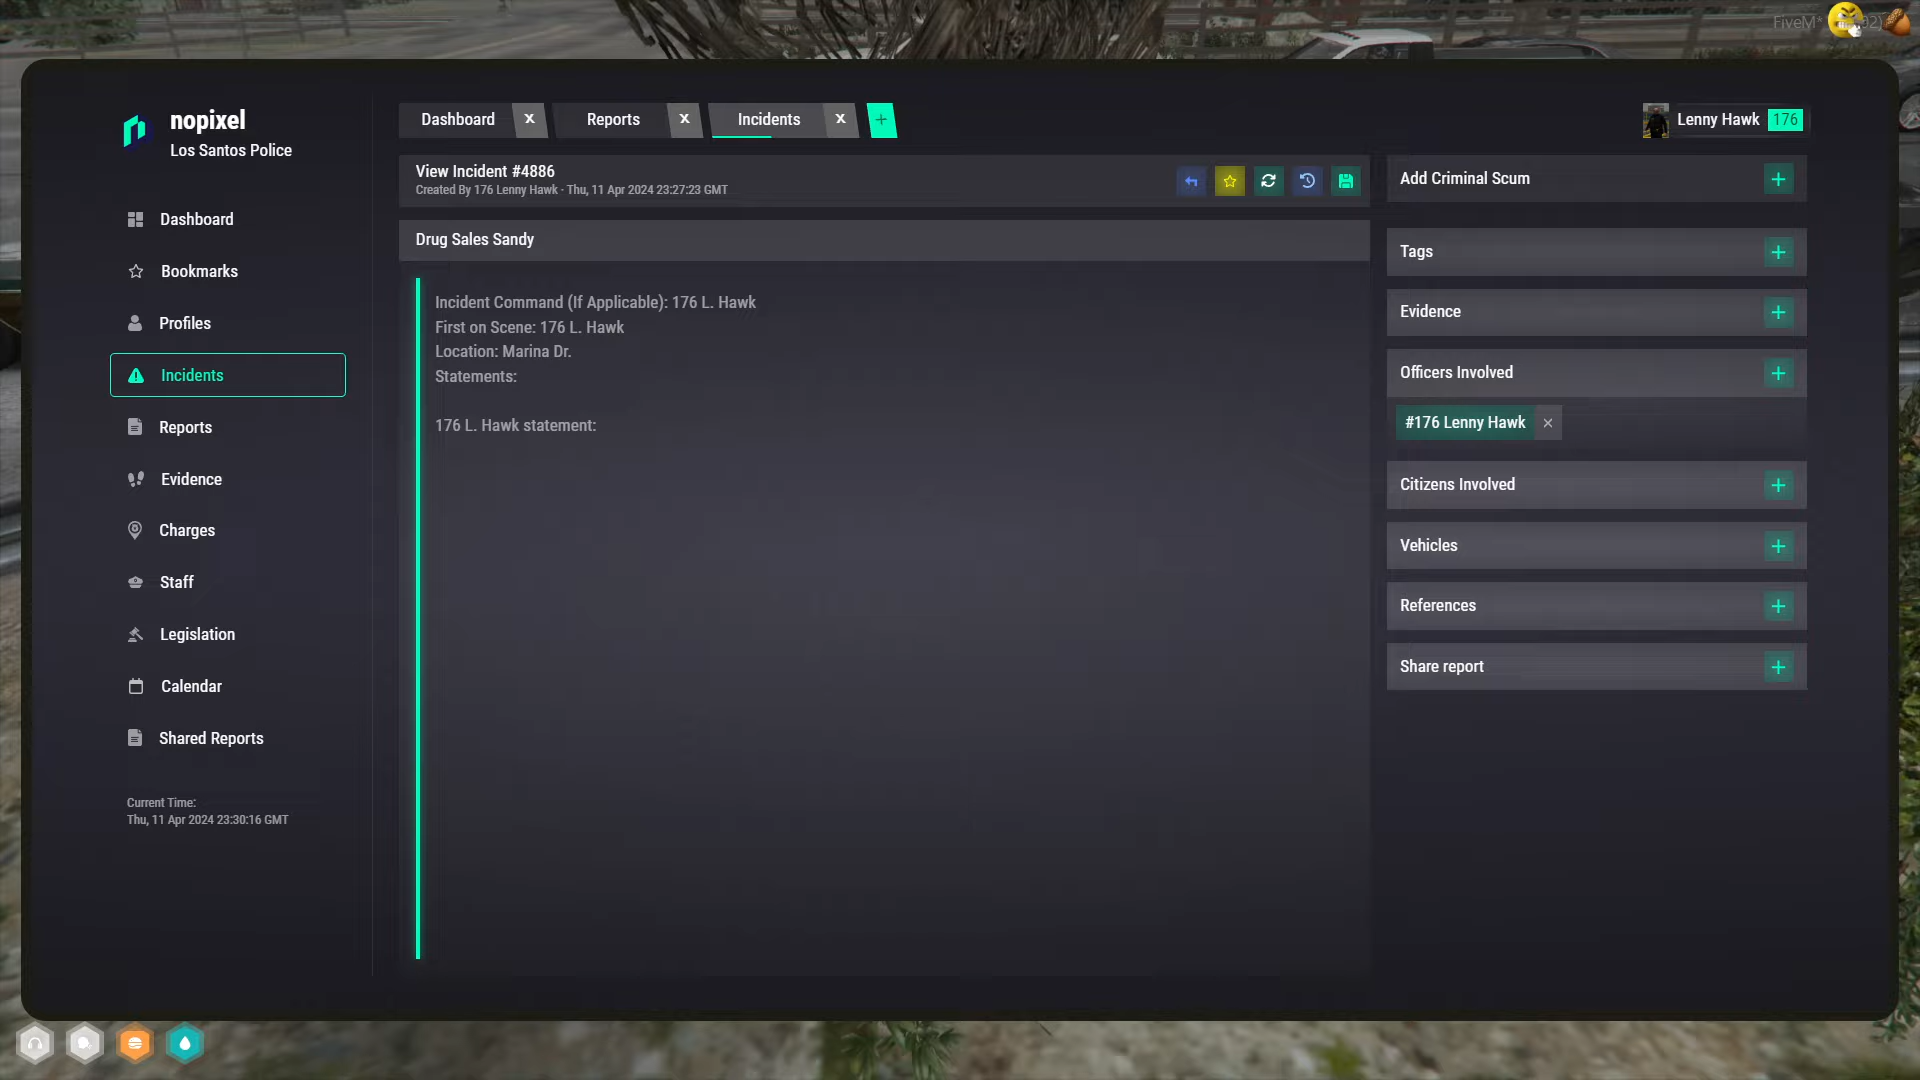 FiveM®
nopixel
Los Santos Police
Dashboard
Bookmarks
Profiles
Incidents
Reports
Evidence
Charges
Staff
Legislation
Calendar
Shared Reports
Current Time:
Thu, 11 Apr 2024 23:30:16 GMT
Dashboard x Reports x Incidents x +
Lenny Hawk 176
View Incident #4886
Created By 176 Lenny Hawk - Thu, 11 Apr 2024 23:27:23 GMT
Drug Sales Sandy
Incident Command (If Applicable): 176 L. Hawk
First on Scene: 176 L. Hawk
Location: Marina Dr.
Statements:
176 L. Hawk statement:
Add Criminal Scum +
Tags +
Evidence +
Officers Involved +
#176 Lenny Hawk ×
Citizens Involved +
Vehicles +
References +
Share report +